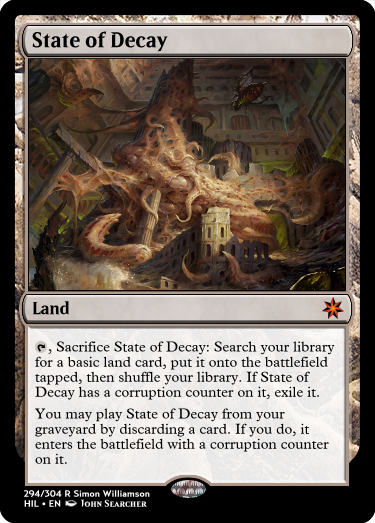 State of Decay
Land
, Sacrifice State of Decay: Search your library
for a basic land card, put it onto the battlefield
tapped, then shuffle your library. If State of
Decay has a corruption counter on it, exile it.
You may play State of Decay from your
graveyard by discarding a card. If you do, it
enters the battlefield with a corruption counter
on it.
294/304 R Simon Williamson
HIL • EN John Searcher